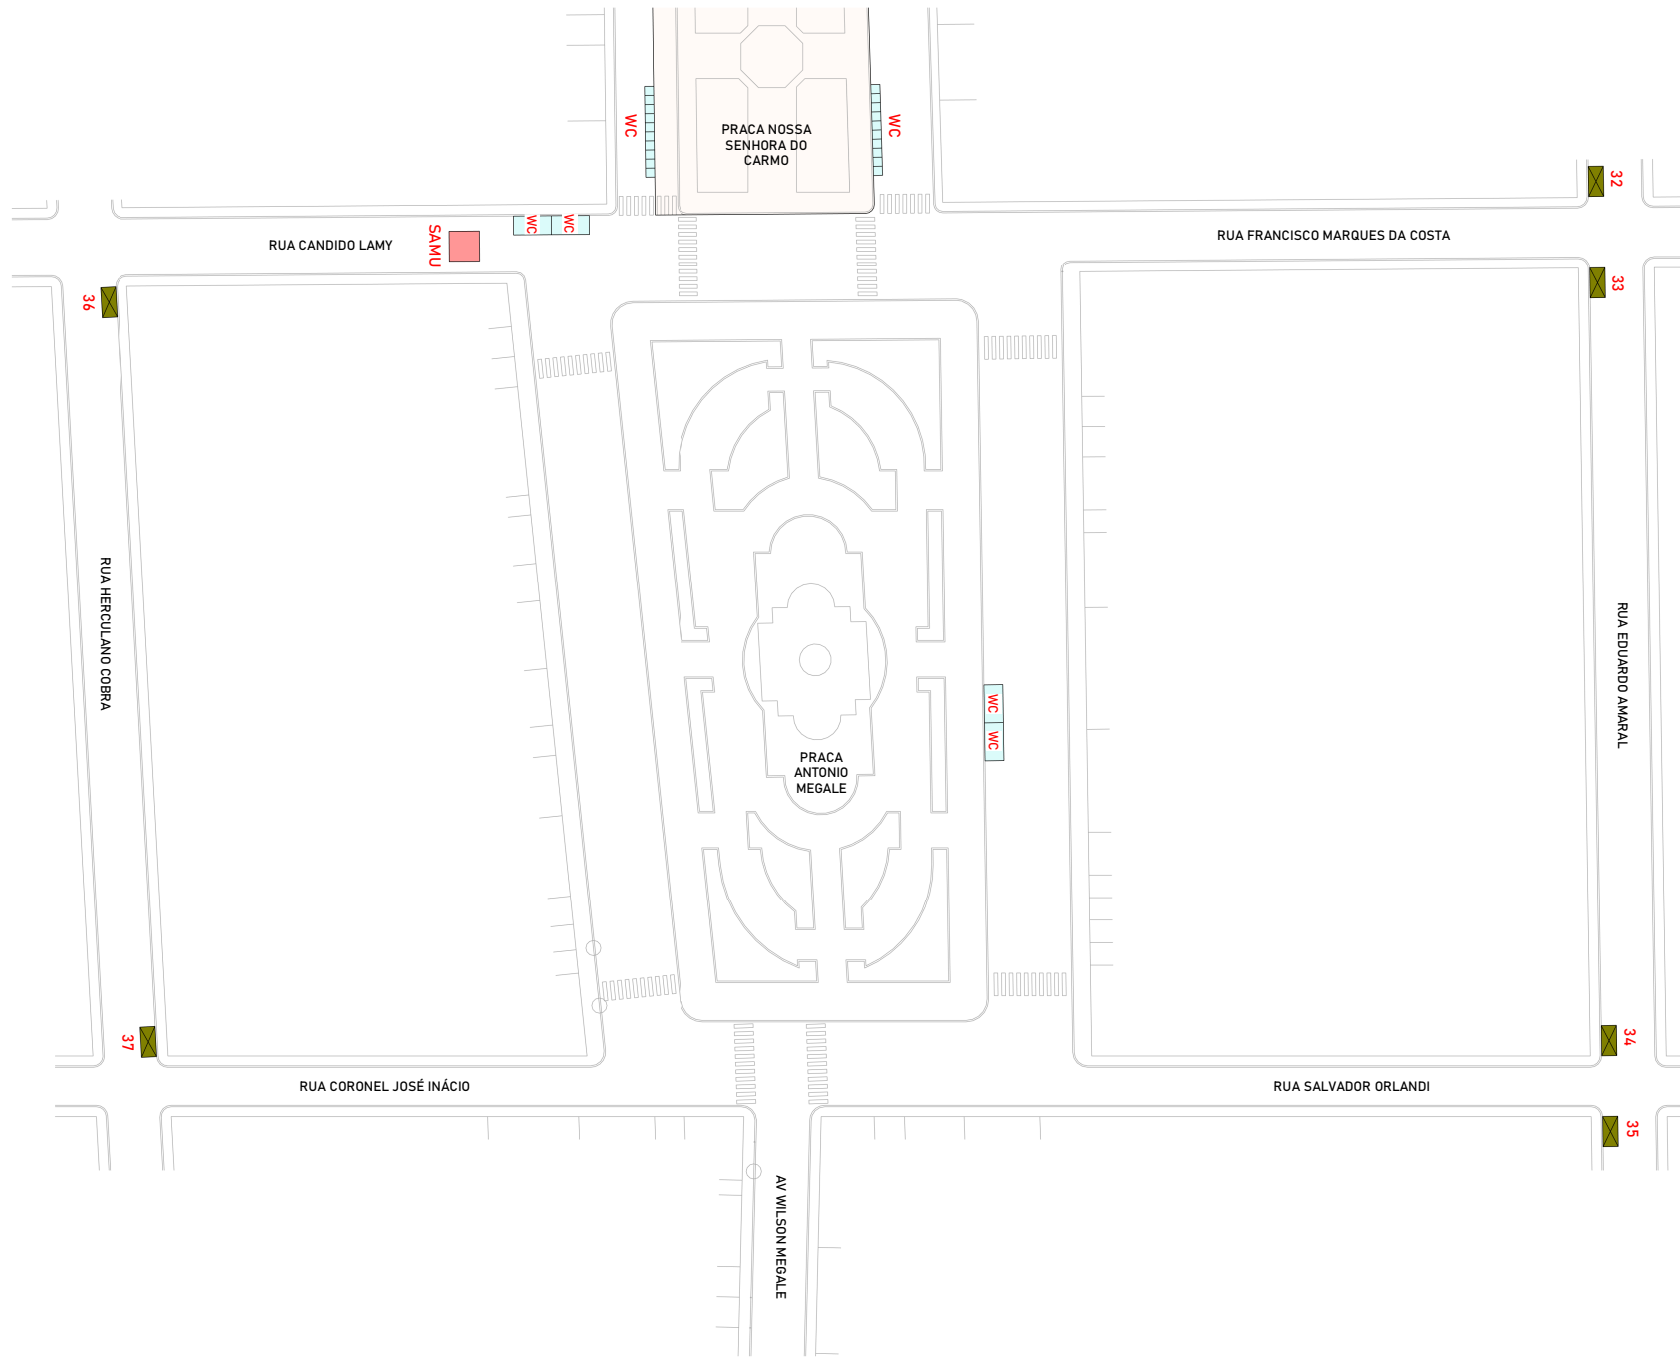 WC
PRACA NOSSA
SENHORA DO
CARMO
WC
32
RUA CANDIDO LAMY
SAMU
WC
WC
RUA FRANCISCO MARQUES DA COSTA
36
33
RUA HERCULANO COBRA
RUA EDUARDO AMARAL
WC
WC
PRACA
ANTONIO
MEGALE
37
34
RUA CORONEL JOSÉ INÁCIO
RUA SALVADOR ORLANDI
35
AV WILSON MEGALE